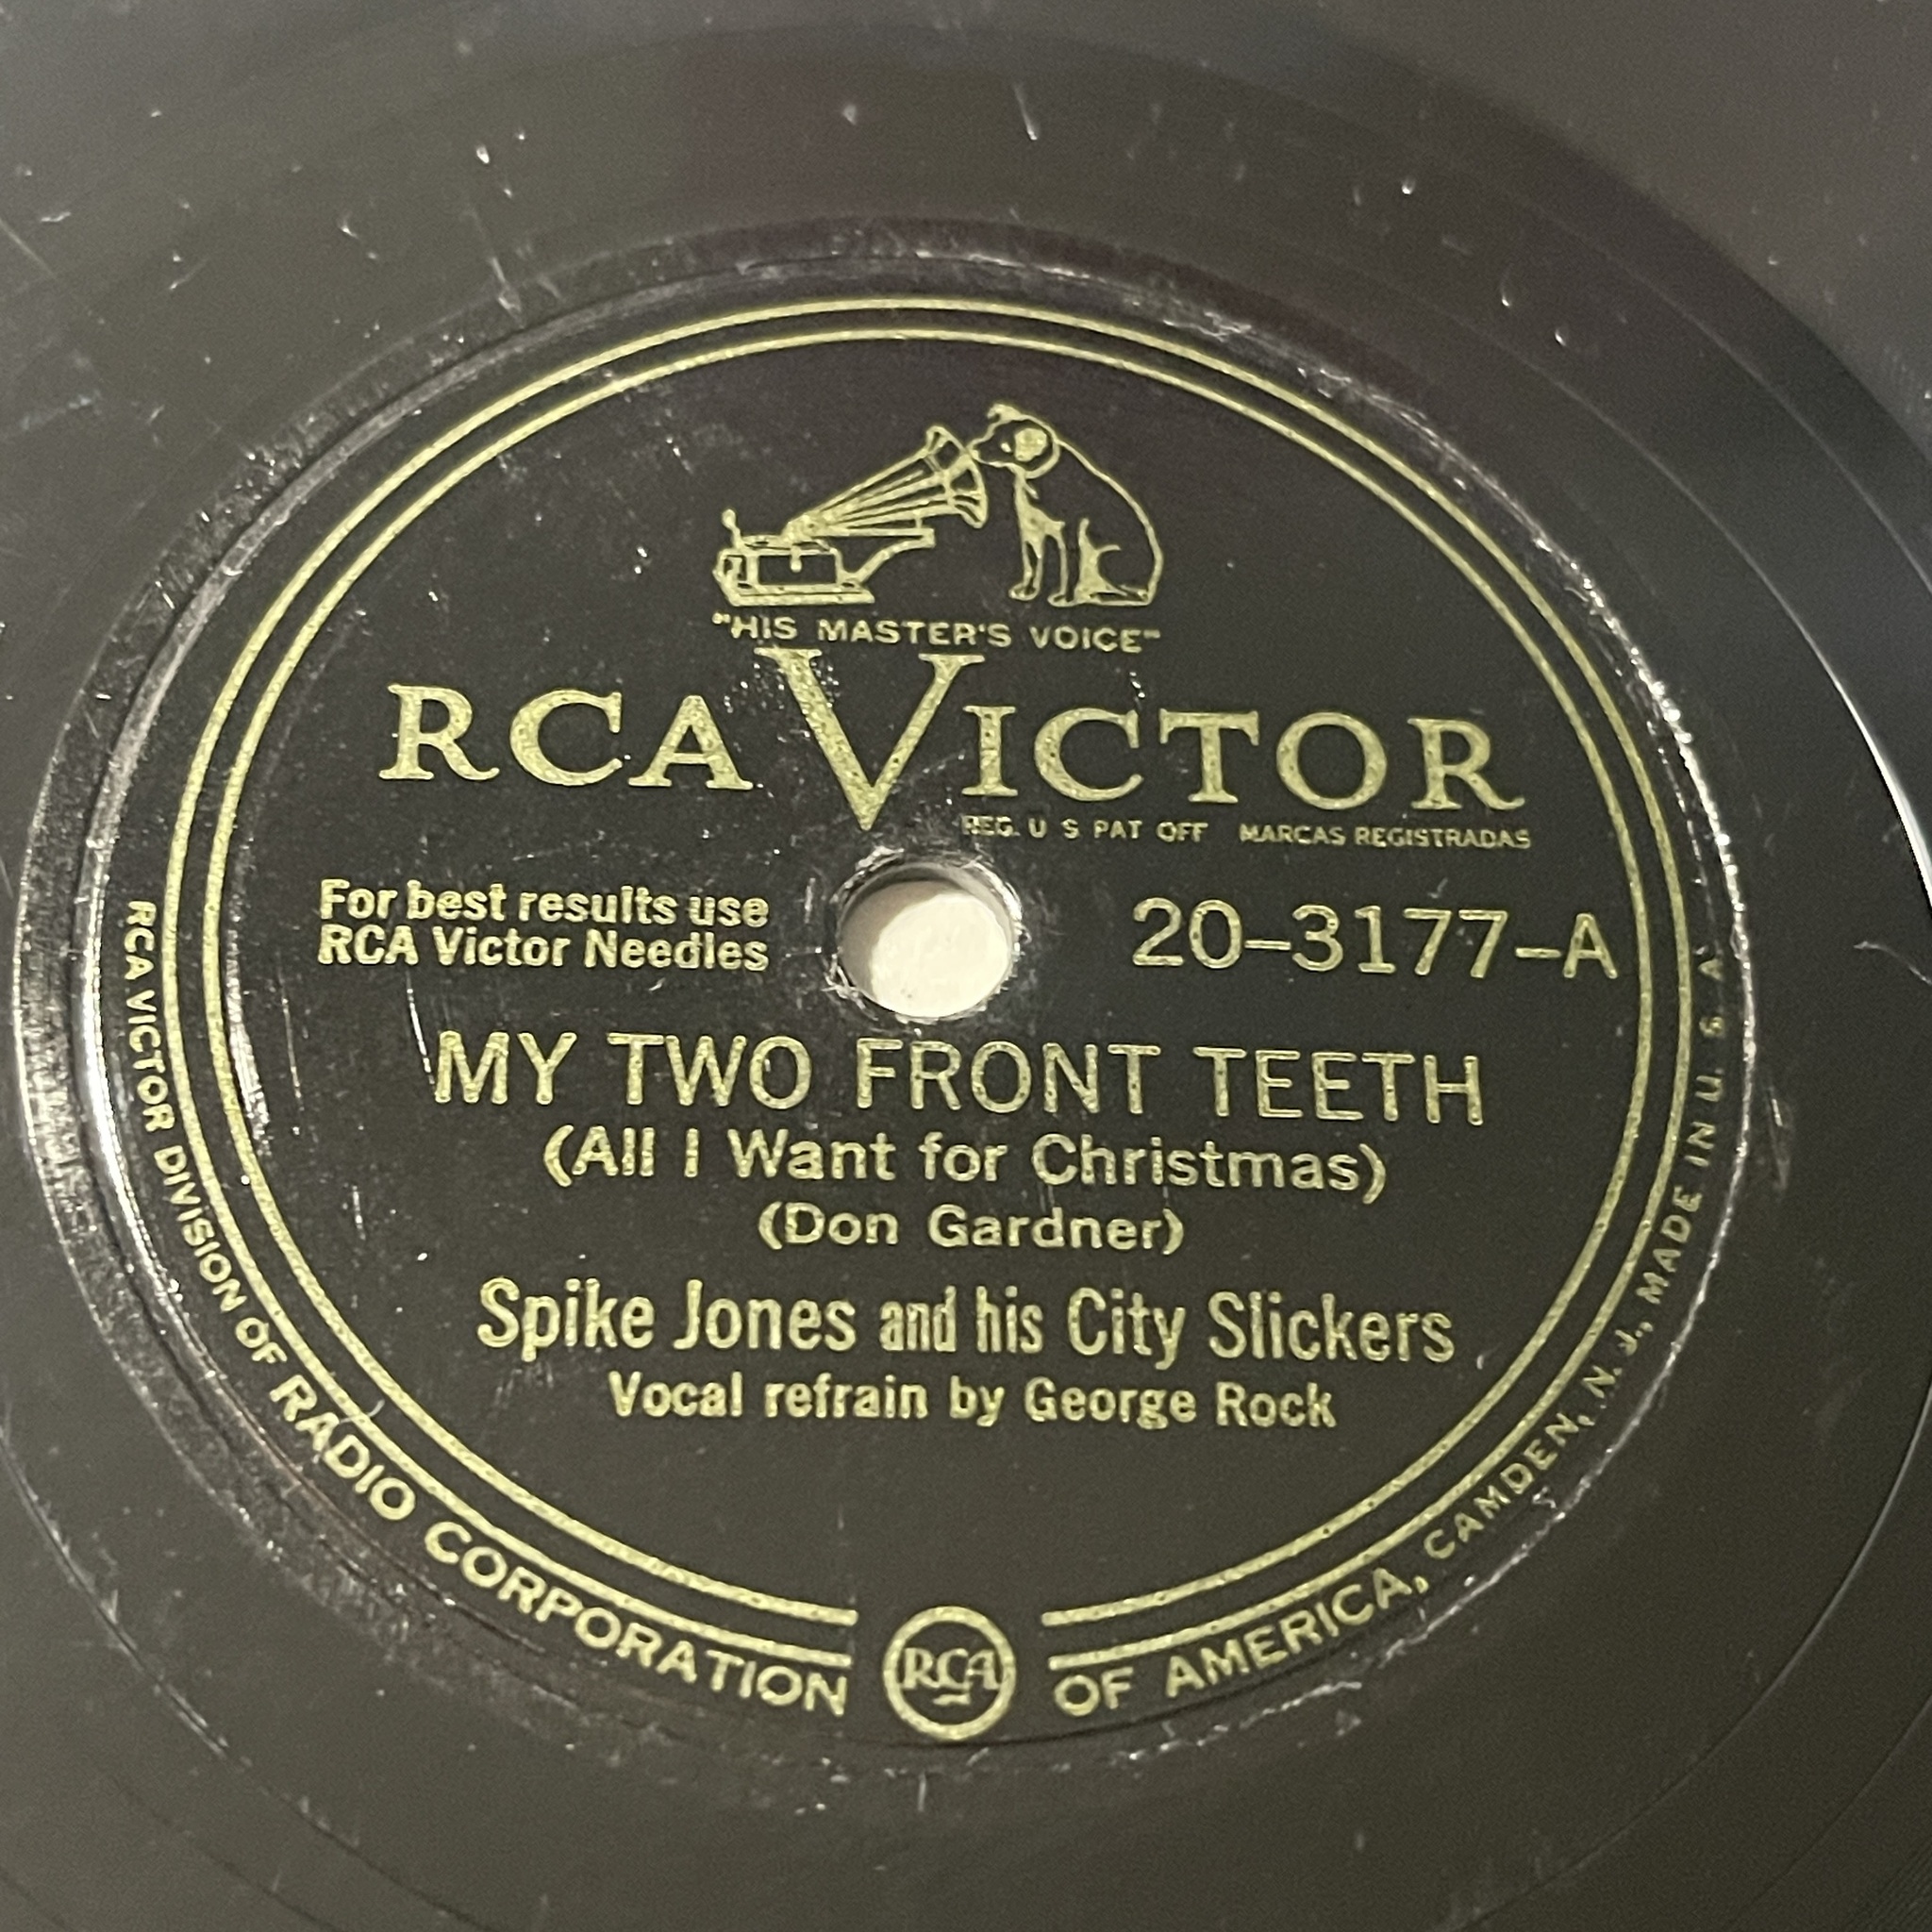 "HIS MASTER'S VOICE"
RCA VICTOR
REG. U S PAT OFF MARCAS REGISTRADAS
For best results use
RCA Victor Needles
20-3177-A
MY TWO FRONT TEETH
(All I Want for Christmas)
(Don Gardner)
Spike Jones and his City Slickers
Vocal refrain by George Rock
RCA VICTOR DIVISION OF RADIO CORPORATION OF AMERICA, CAMDEN, N. J., MADE IN U. S. A.
RCA